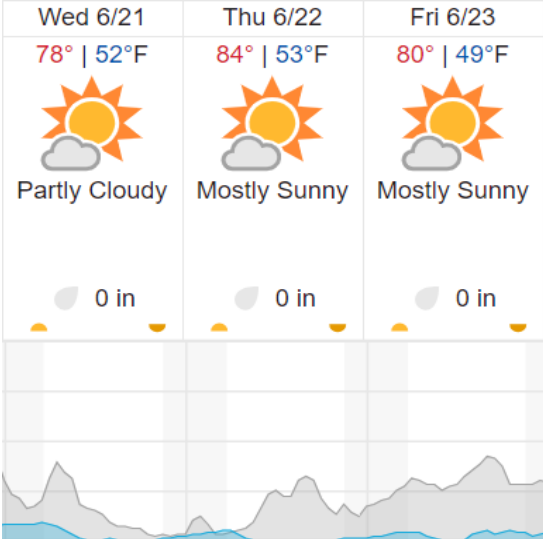 Wed 6/21 Thu 6/22 Fri 6/23
78° | 52°F 84° | 53°F 80° | 49°F
Partly Cloudy Mostly Sunny Mostly Sunny
0 in 0 in 0 in